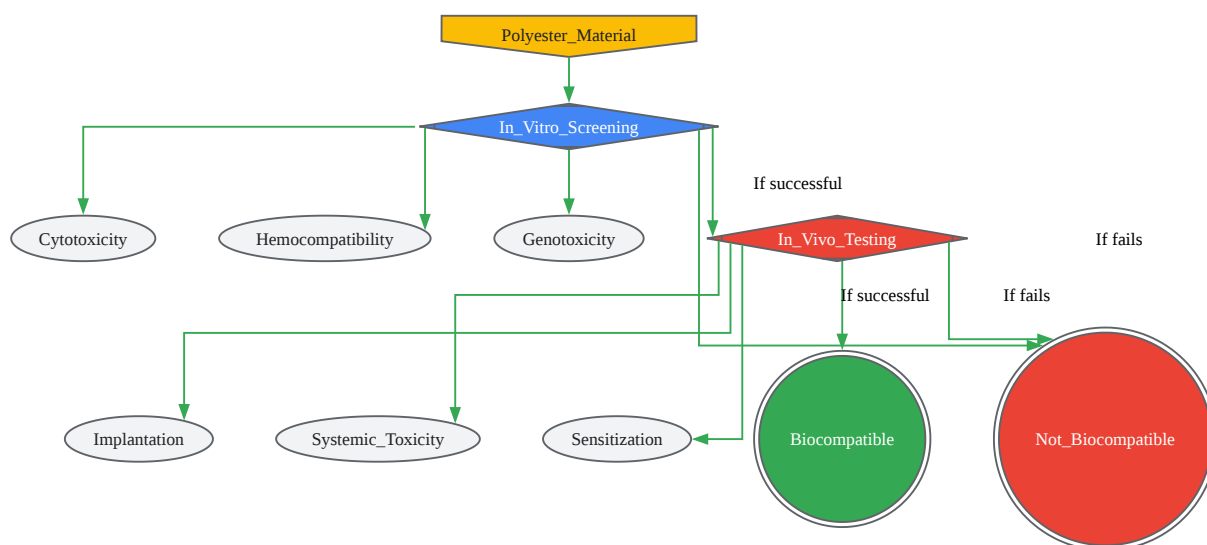 Polyester_Material
In_Vitro_Screening
If successful
Cytotoxicity
Hemocompatibility
Genotoxicity
In_Vivo_Testing
If fails
If successful
If fails
Implantation
Systemic_Toxicity
Sensitization
Biocompatible
Not_Biocompatible